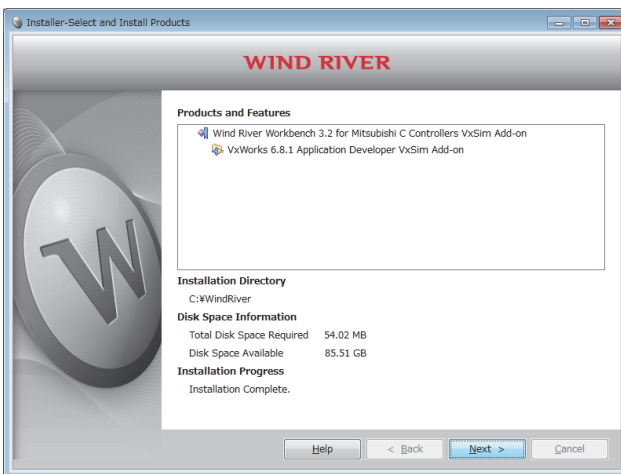 Installer-Select and Install Products
WIND RIVER
Products and Features
Wind River Workbench 3.2 for Mitsubishi C Controllers VxSim Add-on
VxWorks 6.8.1 Application Developer VxSim Add-on
W
Installation Directory
C:¥WindRiver
Disk Space Information
Total Disk Space Required 54.02 MB
Disk Space Available 85.51 GB
Installation Progress
Installation Complete.
Help < Back Next > Cancel